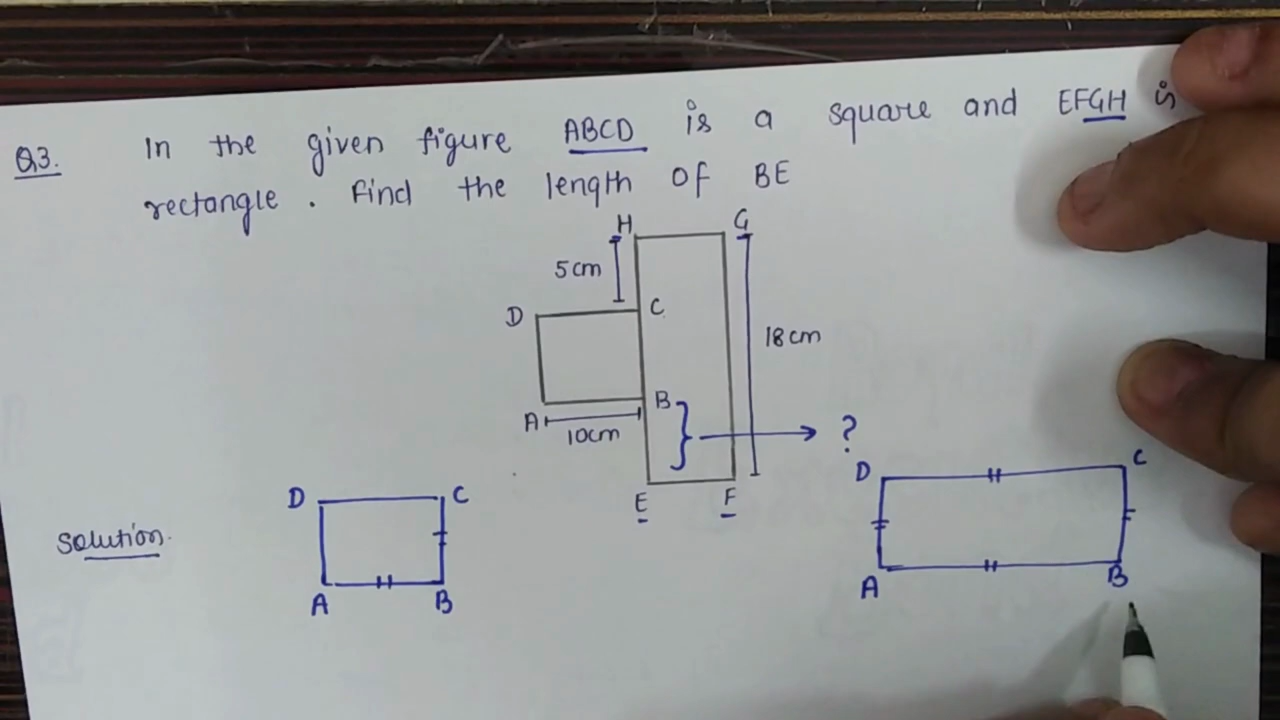 Q3. In the given figure ABCD is a square and EFGH is
rectangle. Find the length of BE
H G
5cm
D C
18cm
A B
10cm
?
E F
Solution.
D C
A B
D C
A B